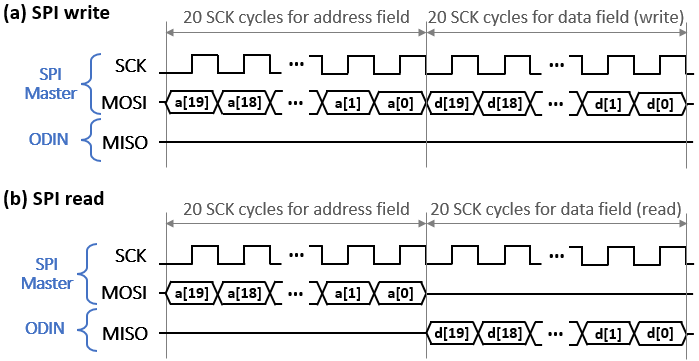 (a) SPI write
20 SCK cycles for address field
20 SCK cycles for data field (write)
SPI Master
SCK
...
...
MOSI
a[19] a[18] ... a[1] a[0] d[19] d[18] ... d[1] d[0]
ODIN
MISO
(b) SPI read
20 SCK cycles for address field
20 SCK cycles for data field (read)
SPI Master
SCK
...
...
MOSI
a[19] a[18] ... a[1] a[0]
ODIN
MISO
d[19] d[18] ... d[1] d[0]